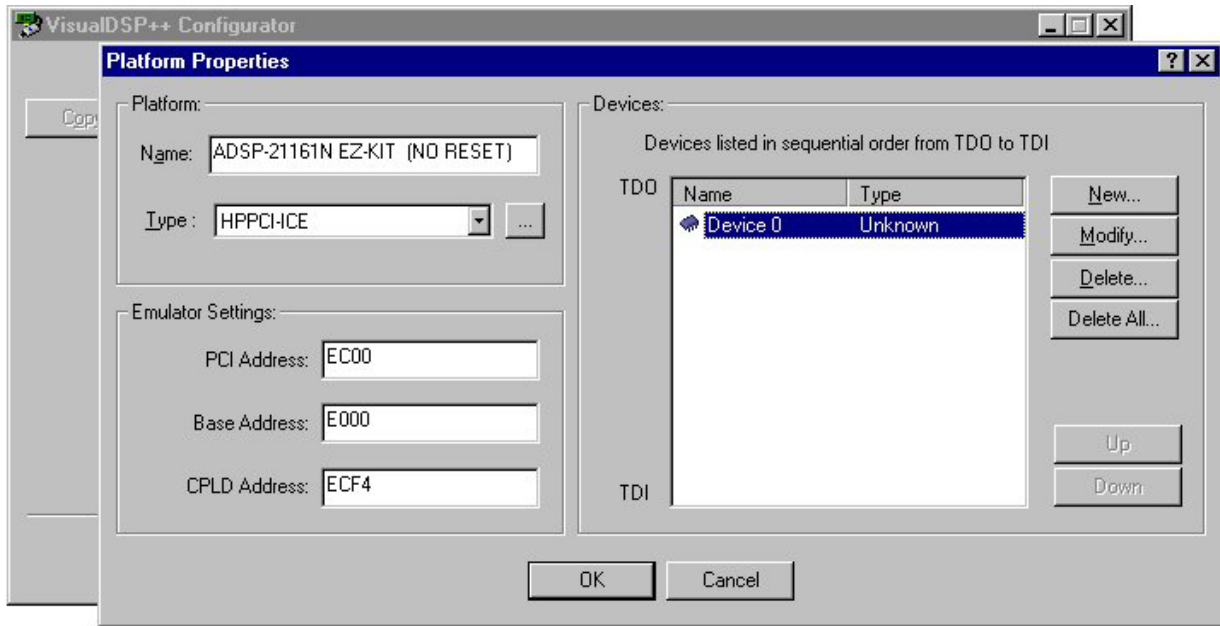 VisualDSP++ Configurator
Platform Properties
Platform:
Name: ADSP-21161N EZ-KIT (NO RESET)
Type : HPPCI-ICE ...
Emulator Settings:
PCI Address: EC00
Base Address: E000
CPLD Address: ECF4
Devices:
Devices listed in sequential order from TDO to TDI
TDO
Name Type
Device 0 Unknown
TDI
New...
Modify...
Delete...
Delete All...
Up
Down
OK Cancel